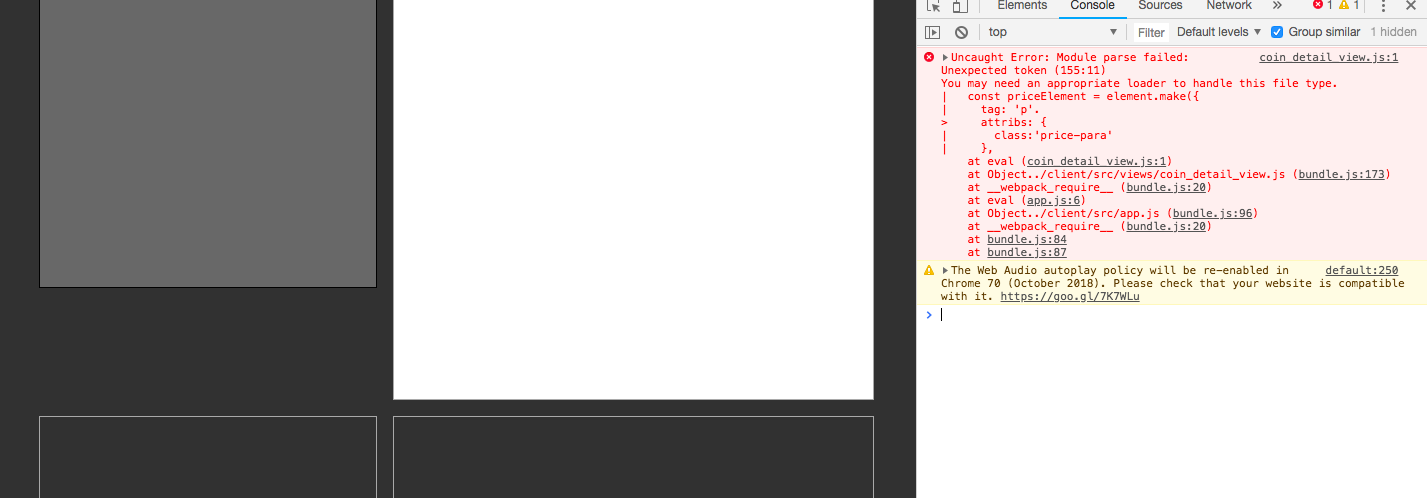 Elements Console Sources Network » 1 1
top Filter Default levels Group similar 1 hidden
Uncaught Error: Module parse failed: coin_detail_view.js:1
Unexpected token (155:11)
You may need an appropriate loader to handle this file type.
| const priceElement = element.make({
| tag: 'p'.
> attribs: {
| class:'price-para'
| },
at eval (coin_detail_view.js:1)
at Object../client/src/views/coin_detail_view.js (bundle.js:173)
at __webpack_require__ (bundle.js:20)
at eval (app.js:6)
at Object../client/src/app.js (bundle.js:96)
at __webpack_require__ (bundle.js:20)
at bundle.js:84
at bundle.js:87
The Web Audio autoplay policy will be re-enabled in default:250
Chrome 70 (October 2018). Please check that your website is compatible
with it. https://goo.gl/7K7WLu
>